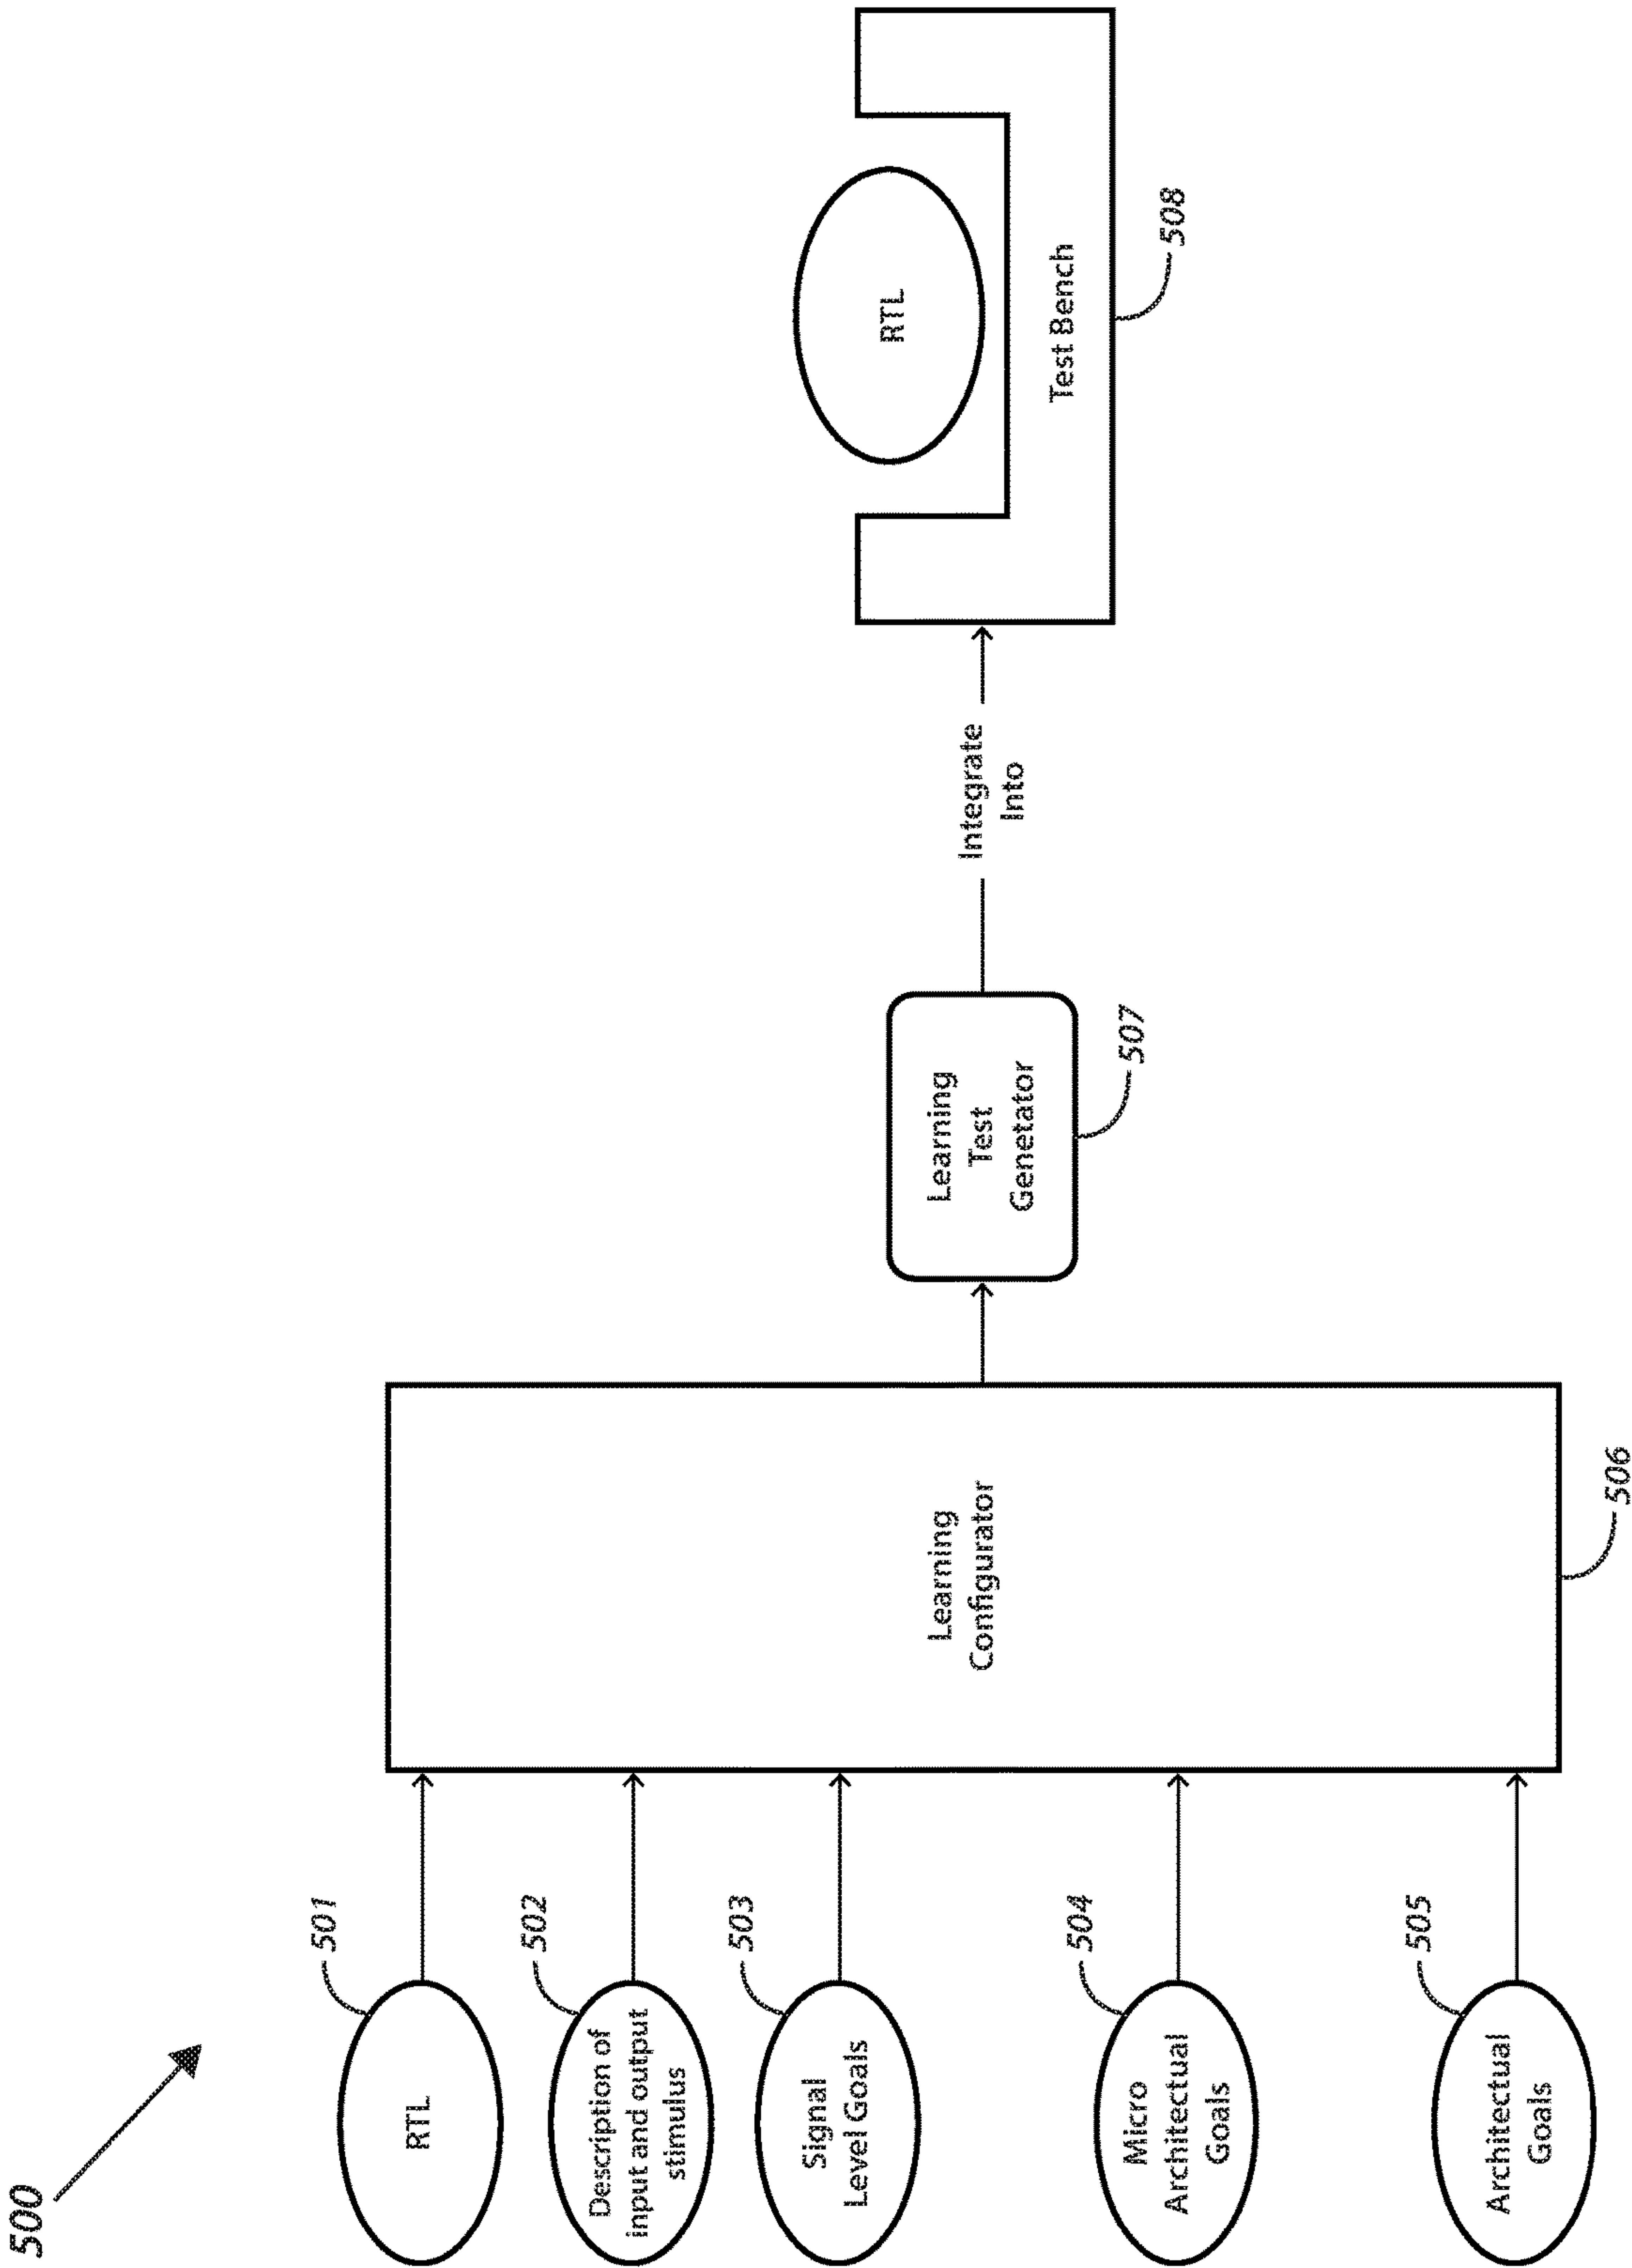 500
501
RTL
502
Description of
input and output
stimulus
503
Signal
Level Goals
504
Micro
Architectual
Goals
505
Architectual
Goals
Learning
Configurator
506
Learning
Test
Genetator
507
Integrate
Into
RTL
Test Bench
508